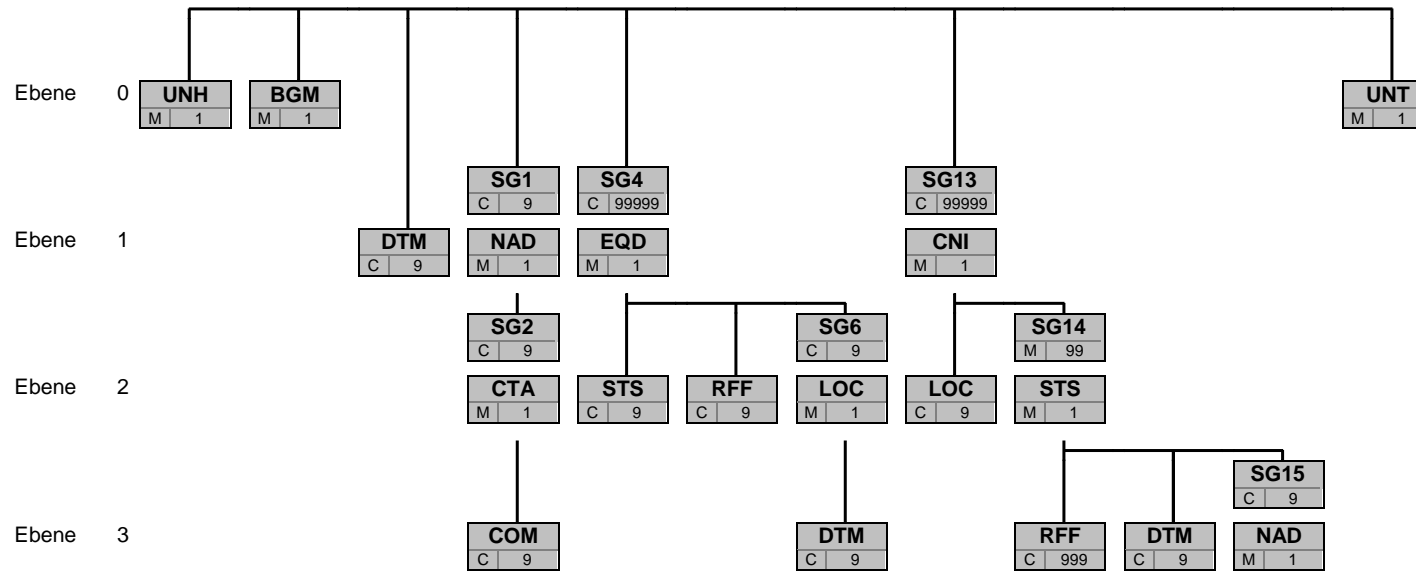 Ebene 0 UNH BGM UNT
M 1 M 1 M 1
SG1 SG4 SG13
C 9 C 99999 C 99999
Ebene 1 DTM NAD EQD CNI
C 9 M 1 M 1 M 1
SG2 SG6 SG14
C 9 C 9 M 99
Ebene 2 CTA STS RFF LOC LOC STS
M 1 C 9 C 9 M 1 C 9 M 1
SG15
C 9
Ebene 3 COM DTM RFF DTM NAD
C 9 C 9 C 999 C 9 M 1